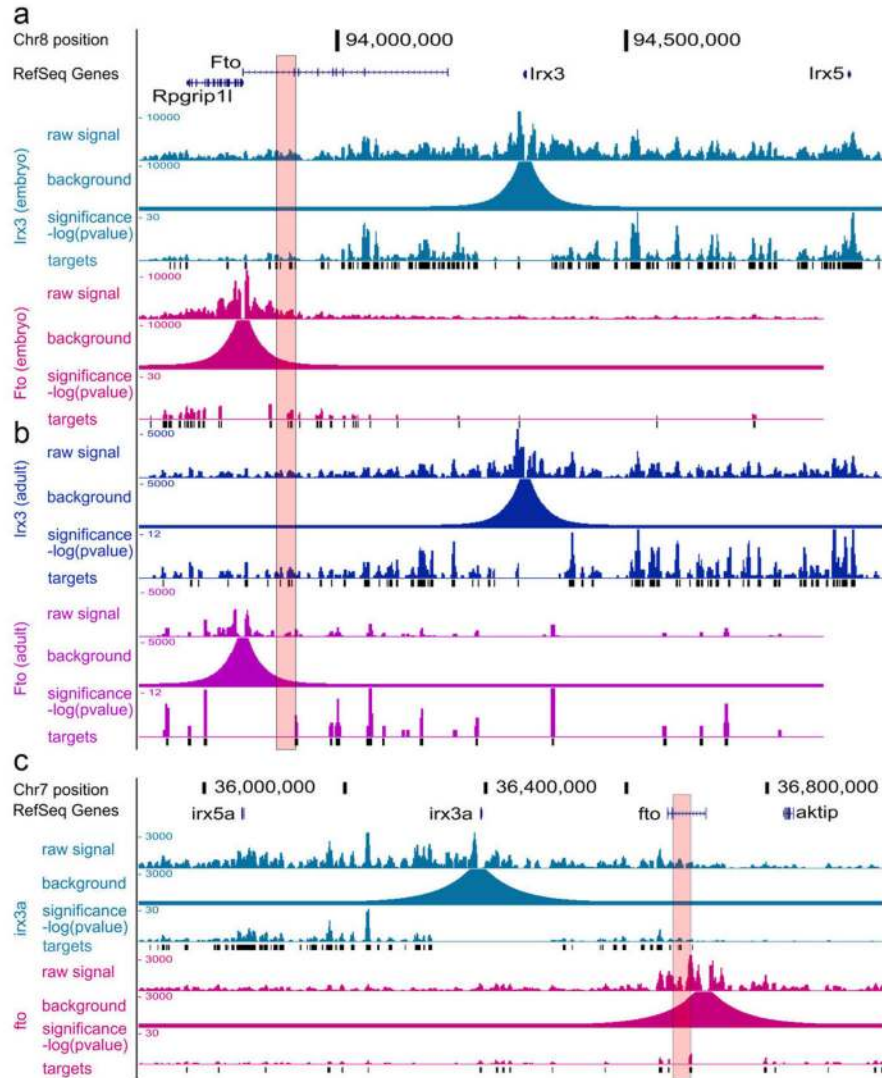 a
Chr8 position 94,000,000 94,500,000
Fto
RefSeq Genes Irx3 Irx5
Rpgrip1l
Irx3 (embryo)
- 10000
raw signal
- 10000
background
significance - 30
-log(pvalue)
targets
Fto (embryo)
- 10000
raw signal
- 10000
background
significance - 30
-log(pvalue)
targets
b
Irx3 (adult)
- 5000
raw signal
- 5000
background
significance - 12
-log(pvalue)
targets
Fto (adult)
- 5000
raw signal
- 5000
background
significance - 12
-log(pvalue)
targets
c
Chr7 position 36,000,000 36,400,000 36,800,000
RefSeq Genes irx5a irx3a fto aktip
irx3a
- 3000
raw signal
- 3000
background
significance - 30
-log(pvalue)
targets
fto
- 3000
raw signal
- 3000
background
significance - 30
-log(pvalue)
targets